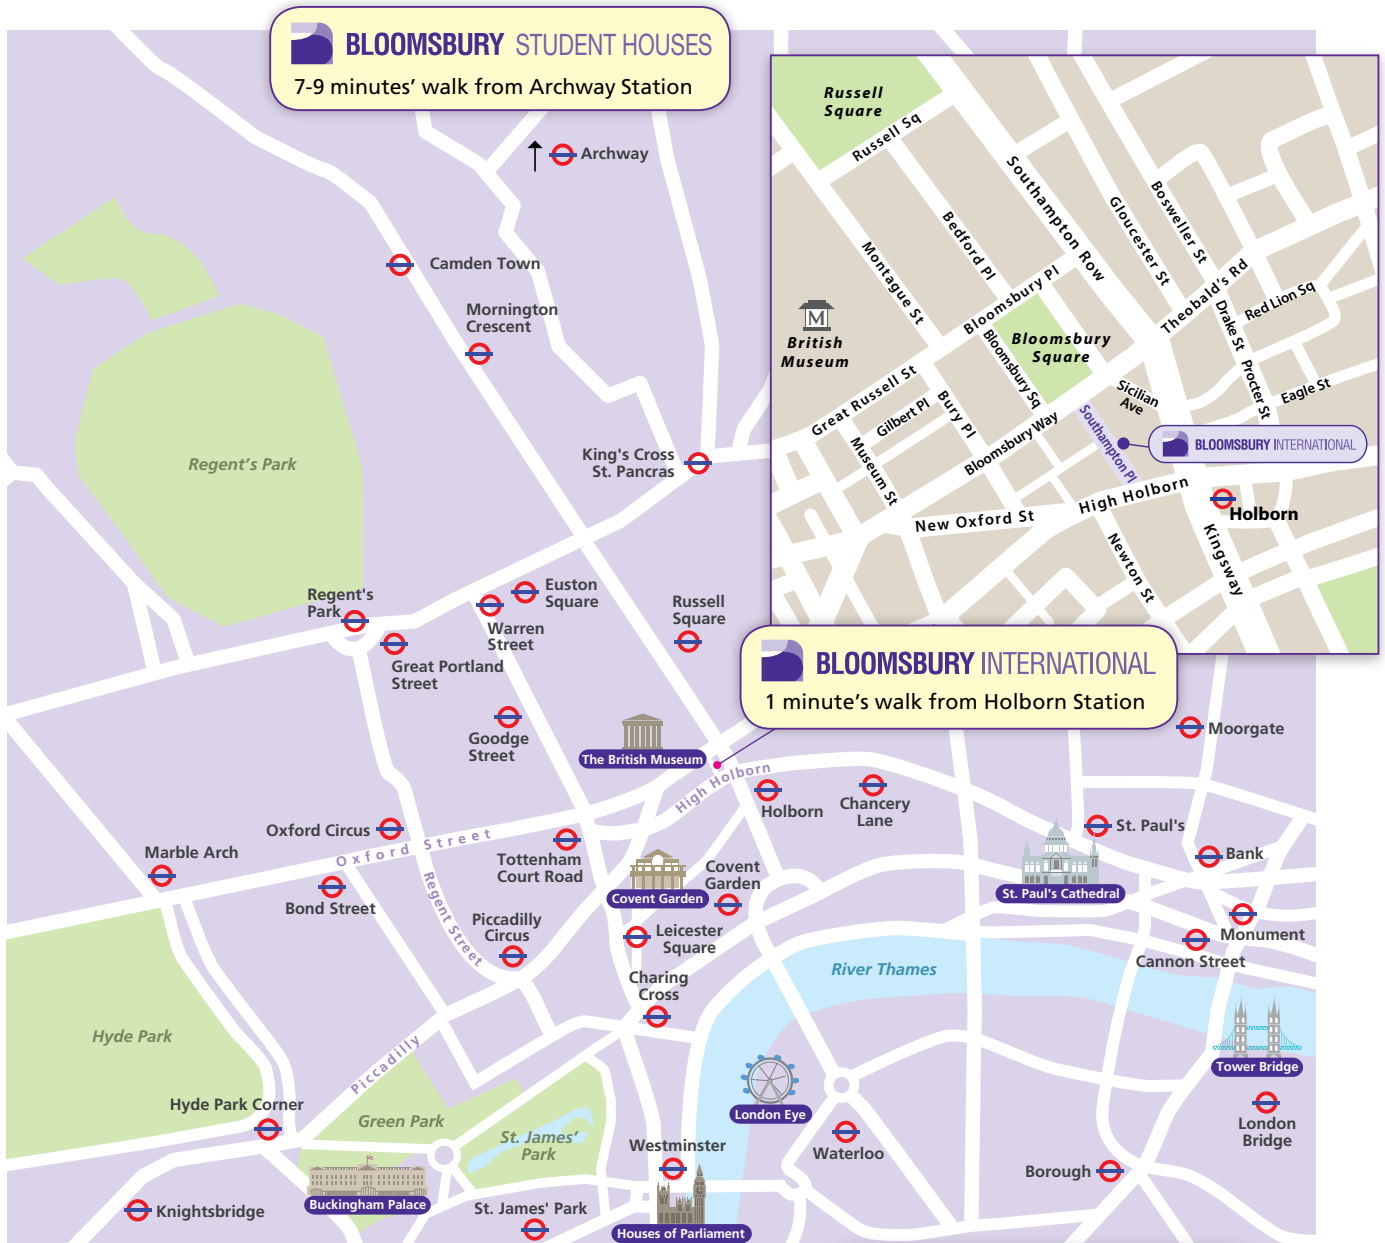 BLOOMSBURY STUDENT HOUSES
7-9 minutes' walk from Archway Station
Archway
Camden Town
Mornington
Crescent
King's Cross
St. Pancras
Regent's Park
Regent's
Park
Euston
Square
Warren
Street
Great Portland
Street
Russell
Square
Goodge
Street
The British Museum
High Holborn
Oxford Circus
Oxford Street
Marble Arch
Bond Street
Regent Street
Tottenham
Court Road
Piccadilly
Circus
Covent Garden
Covent
Garden
Leicester
Square
Charing
Cross
Holborn
Chancery
Lane
Moorgate
St. Paul's
St. Paul's Cathedral
Bank
Monument
Cannon Street
River Thames
Tower Bridge
London
Bridge
Hyde Park
Piccadilly
Hyde Park Corner
Green Park
St. James'
Park
Buckingham Palace
Knightsbridge
St. James' Park
Westminster
Houses of Parliament
London Eye
Waterloo
Borough
Russell
Square
Russell Sq
Southampton Row
Bedford Pl
Gloucester St
Bosweller St
Montague St
Bloomsbury Pl
Theobald's Rd
Red Lion Sq
Drake St
British
Museum
M
Bloomsbury
Square
Bloomsbury Sq
Great Russell St
Gilbert Pl
Bury Pl
Museum St
Bloomsbury Way
Sicilian
Ave
Southampton Pl
Procter St
Eagle St
BLOOMSBURY INTERNATIONAL
High Holborn
New Oxford St
Newton St
Kingsway
Holborn
BLOOMSBURY INTERNATIONAL
1 minute's walk from Holborn Station